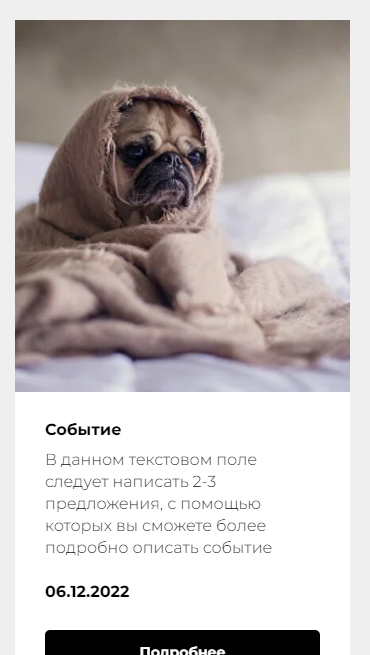 Событие
В данном текстовом поле
следует написать 2-3
предложения, с помощью
которых вы сможете более
подробно описать событие
06.12.2022
Подробнее